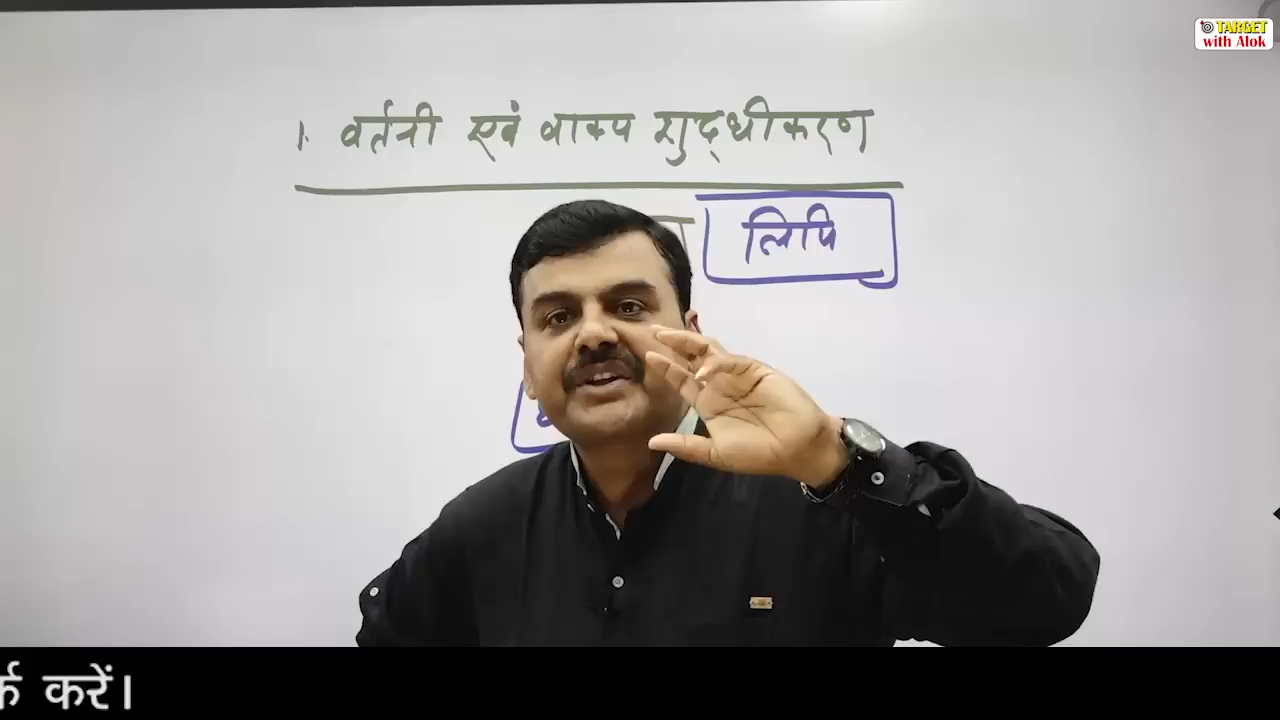 TARGET
with Alok
1. वर्तनी एवं वाक्य शुद्धीकरण
लिपि
र्क करें।